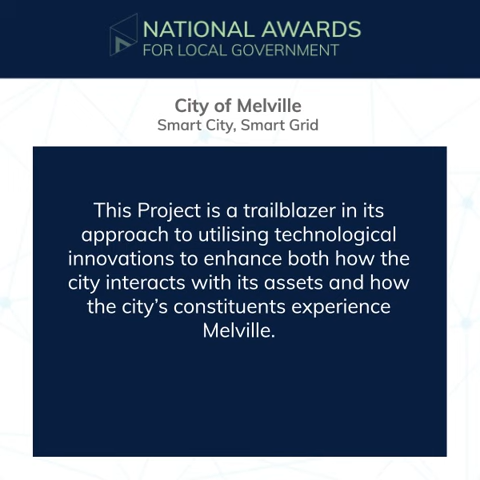 NATIONAL AWARDS
FOR LOCAL GOVERNMENT
City of Melville
Smart City, Smart Grid
This Project is a trailblazer in its
approach to utilising technological
innovations to enhance both how the
city interacts with its assets and how
the city’s constituents experience
Melville.